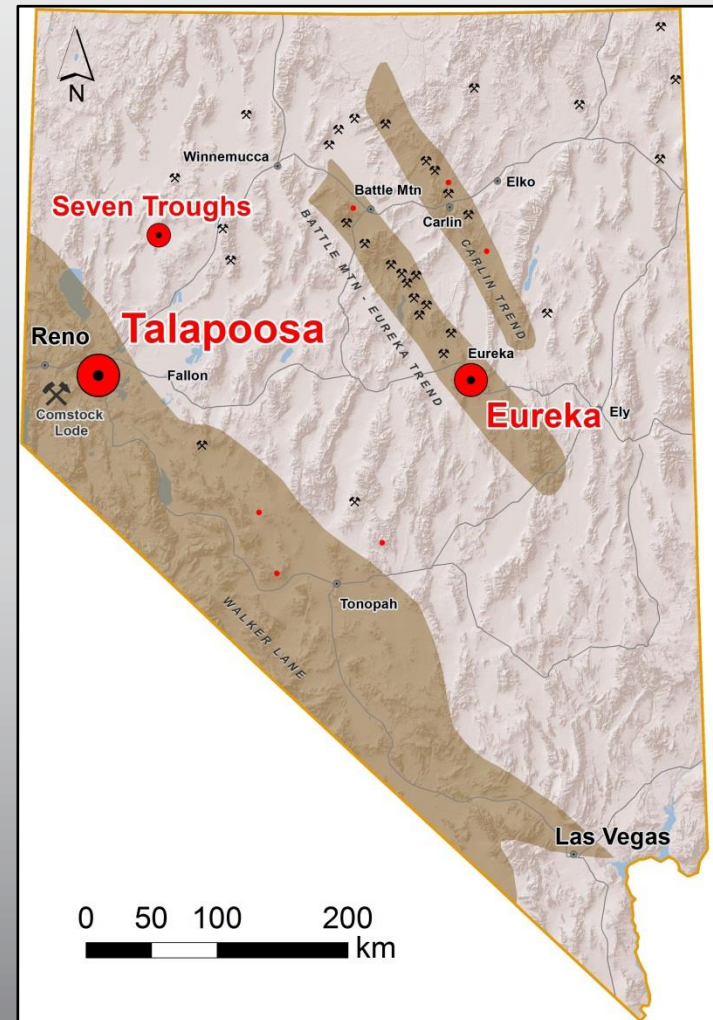 N
Winnemucca
Elko
Battle Mtn
Carlin
Seven Troughs
CARLIN TREND
BATTLE MTN - EUREKA TREND
Talapoosa
Reno
Eureka
Fallon
Comstock
Lode
Eureka
Ely
Tonopah
WALKER LANE
Las Vegas
0 50 100 200
km